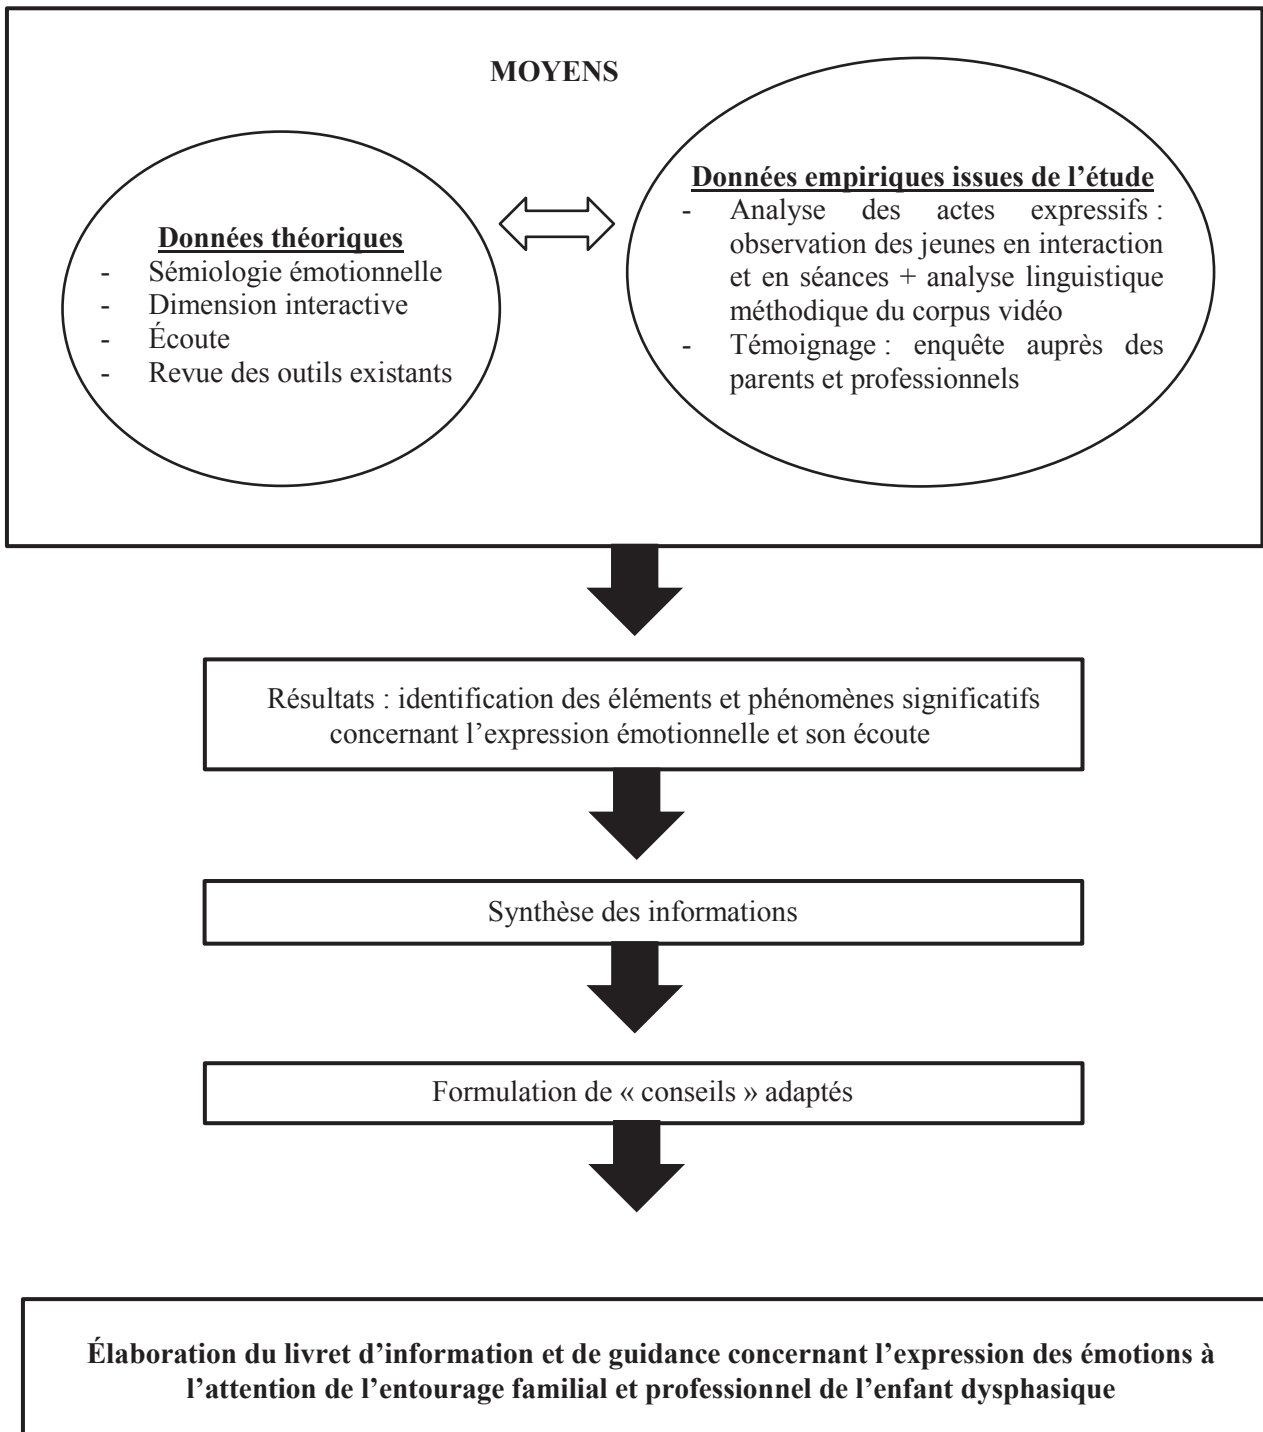 MOYENS
Données théoriques
- Sémiologie émotionnelle
- Dimension interactive
- Écoute
- Revue des outils existants
Données empiriques issues de l’étude
- Analyse des actes expressifs :
observation des jeunes en interaction
et en séances + analyse linguistique
méthodique du corpus vidéo
- Témoignage : enquête auprès des
parents et professionnels
Résultats : identification des éléments et phénomènes significatifs
concernant l’expression émotionnelle et son écoute
Synthèse des informations
Formulation de « conseils » adaptés
Élaboration du livret d’information et de guidance concernant l’expression des émotions à
l’attention de l’entourage familial et professionnel de l’enfant dysphasique